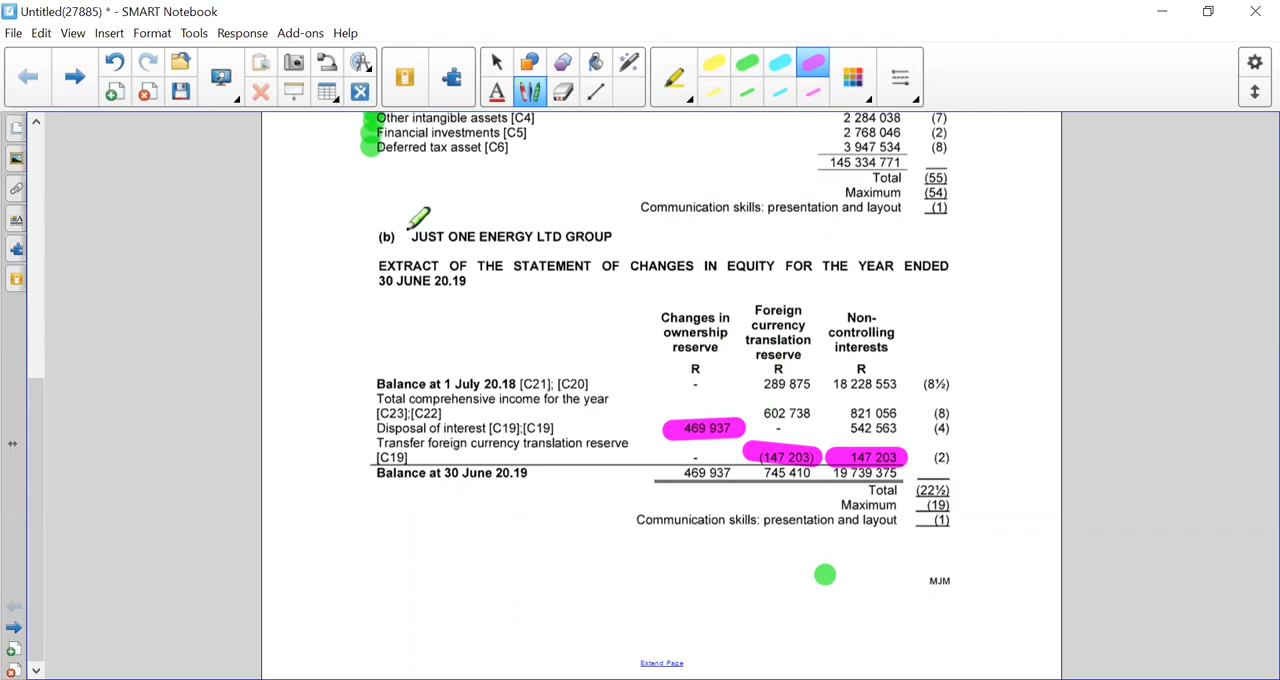 Untitled(27885) * - SMART Notebook
File Edit View Insert Format Tools Response Add-ons Help
Other intangible assets [C4] 2 284 038 (7)
Financial investments [C5] 2 768 046 (2)
Deferred tax asset [C6] 3 947 534 (8)
145 334 771
Total (55)
Maximum (54)
Communication skills: presentation and layout (1)
(b) JUST ONE ENERGY LTD GROUP
EXTRACT OF THE STATEMENT OF CHANGES IN EQUITY FOR THE YEAR ENDED
30 JUNE 20.19
Changes in ownership reserve Foreign currency translation reserve Non-controlling interests
R R R
Balance at 1 July 20.18 [C21]; [C20] - 289 875 18 228 553 (8½)
Total comprehensive income for the year
[C23];[C22] 602 738 821 056 (8)
Disposal of interest [C19];[C19] 469 937 - 542 563 (4)
Transfer foreign currency translation reserve
[C19] - (147 203) 147 203 (2)
Balance at 30 June 20.19 469 937 745 410 19 739 375
Total (22½)
Maximum (19)
Communication skills: presentation and layout (1)
MJM
Extend Page